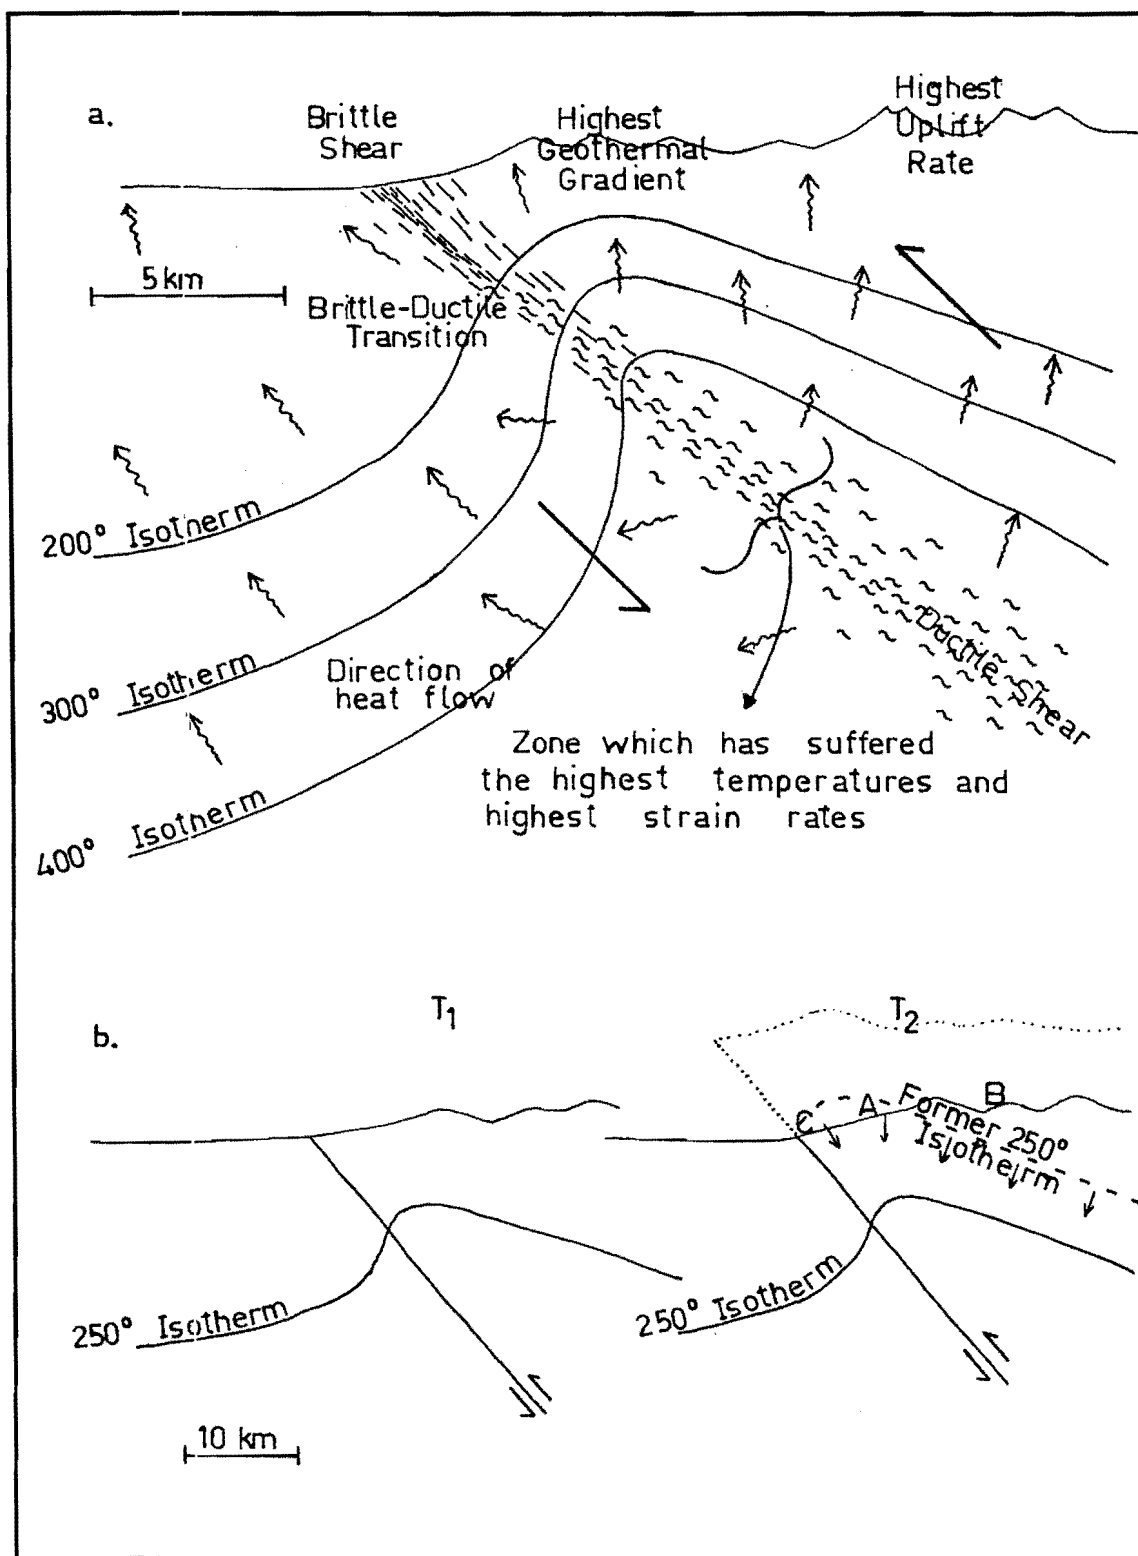 a.
Brittle
Shear
Highest
Geothermal
Gradient
Highest
Uplift
Rate
5 km
Brittle-Ductile
Transition
200° Isotherm
300° Isotherm
400° Isotherm
Direction of
heat flow
Ductile Shear
Zone which has suffered
the highest temperatures and
highest strain rates
b.
T1
T2
C
A
B
Former 250°
Isotherm
250° Isotherm
250° Isotherm
10 km